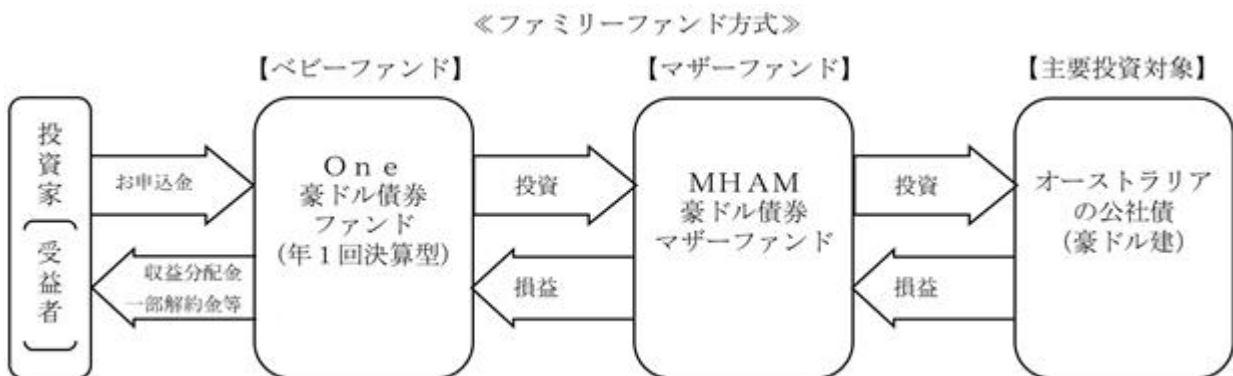 ≪ファミリーファンド方式≫
【ベビーファンド】
【マザーファンド】
【主要投資対象】
投資家
受益者
お申込金
収益分配金
一部解約金等
Ｏｎｅ
豪ドル債券
ファンド
(年１回決算型)
投資
損益
ＭＨＡＭ
豪ドル債券
マザーファンド
投資
損益
オーストラリア
の公社債
(豪ドル建)